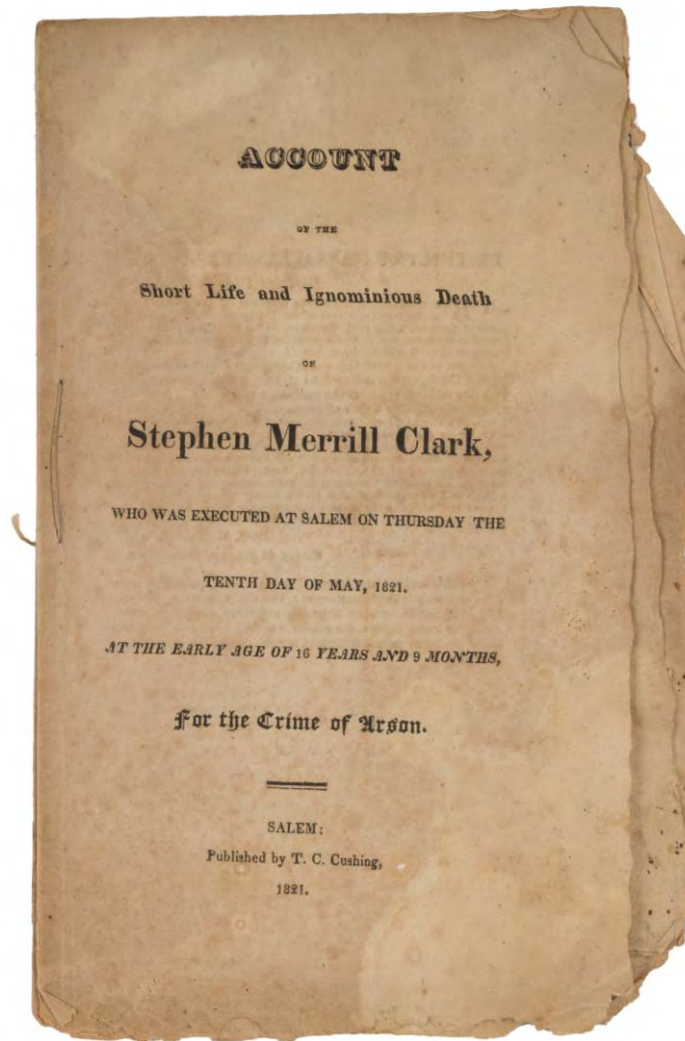 ACCOUNT
OF THE
Short Life and Ignominious Death
OF
Stephen Merrill Clark,
WHO WAS EXECUTED AT SALEM ON THURSDAY THE
TENTH DAY OF MAY, 1821.
AT THE EARLY AGE OF 16 YEARS AND 9 MONTHS,
For the Crime of Arson.
SALEM:
Published by T. C. Cushing,
1821.